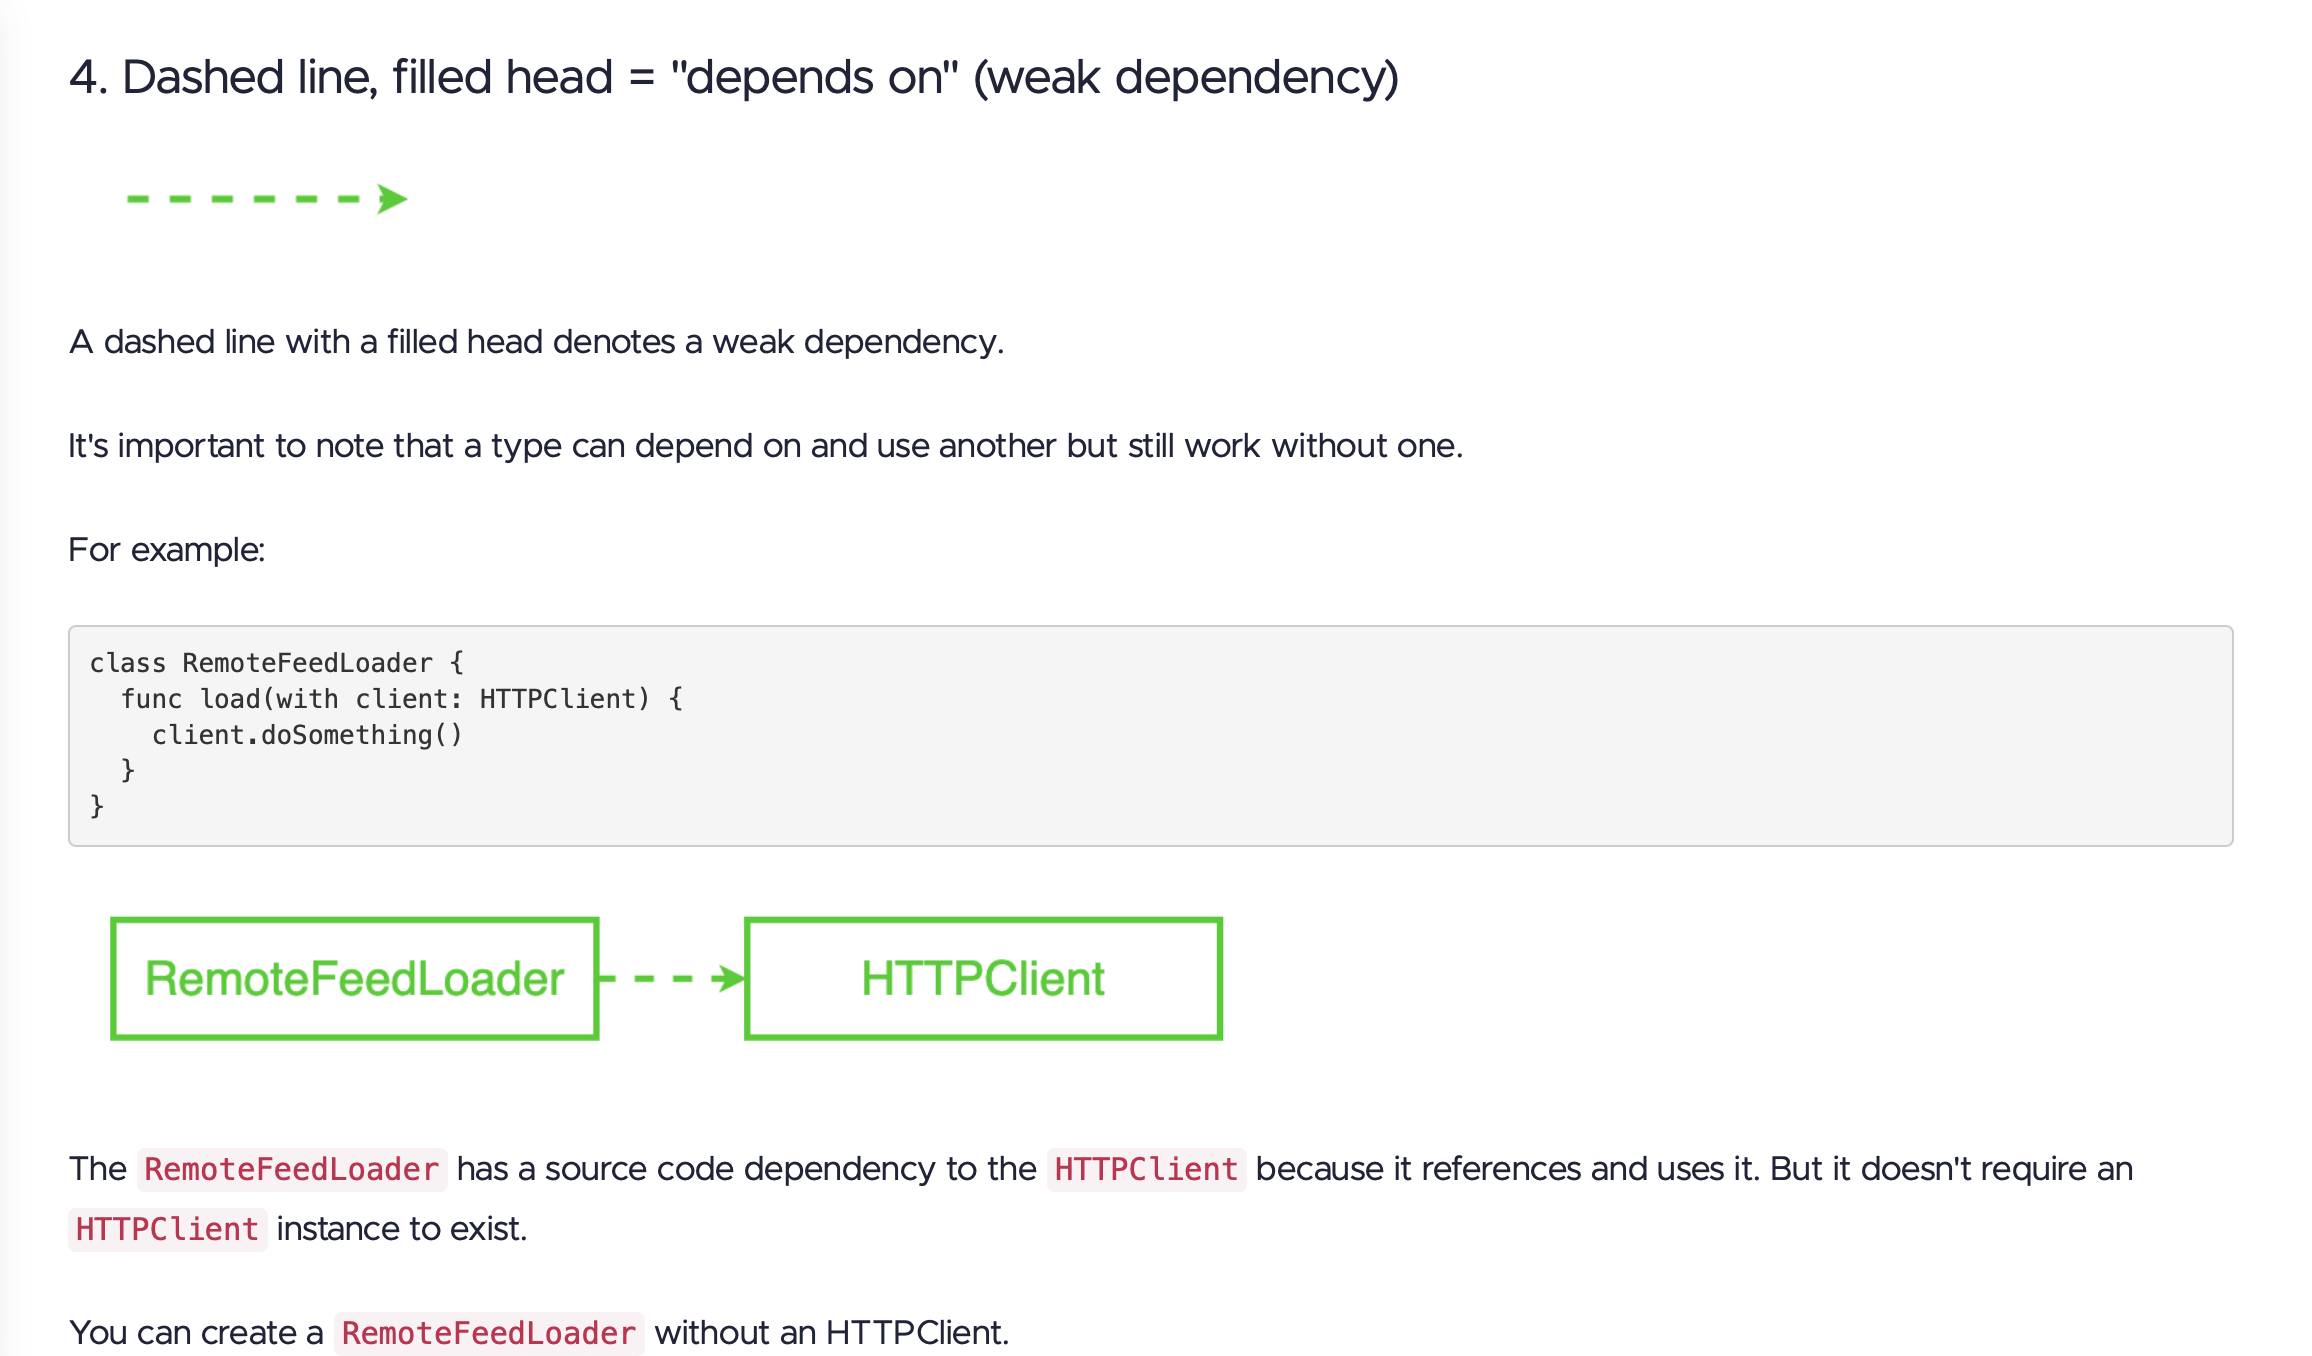 4. Dashed line, filled head = "depends on" (weak dependency)
A dashed line with a filled head denotes a weak dependency.
It's important to note that a type can depend on and use another but still work without one.
For example:
class RemoteFeedLoader {
  func load(with client: HTTPClient) {
    client.doSomething()
  }
}
RemoteFeedLoader HTTPClient
The RemoteFeedLoader has a source code dependency to the HTTPClient because it references and uses it. But it doesn't require an
HTTPClient instance to exist.
You can create a RemoteFeedLoader without an HTTPClient.